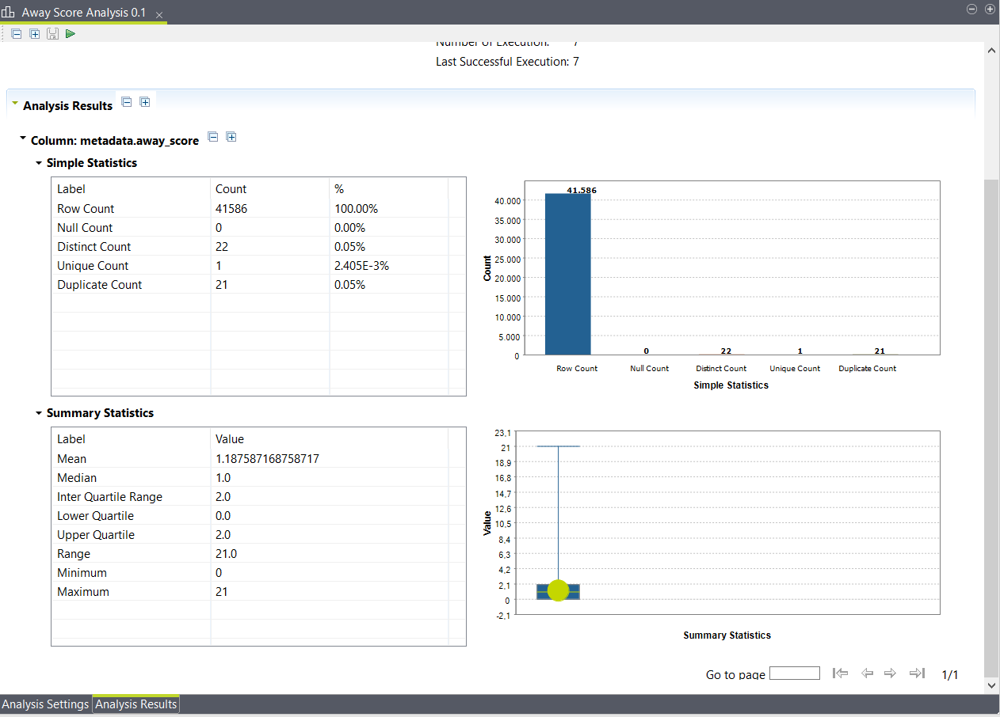 Away Score Analysis 0.1
Number of Execution: 7
Last Successful Execution: 7
Analysis Results
Column: metadata.away_score
Simple Statistics
Label Count %
Row Count 41586 100.00%
Null Count 0 0.00%
Distinct Count 22 0.05%
Unique Count 1 2.405E-3%
Duplicate Count 21 0.05%
41.586
40.000
35.000
30.000
25.000
20.000
15.000
10.000
5.000
0
Count
0 22 1 21
Row Count Null Count Distinct Count Unique Count Duplicate Count
Simple Statistics
Summary Statistics
Label Value
Mean 1.187587168758717
Median 1.0
Inter Quartile Range 2.0
Lower Quartile 0.0
Upper Quartile 2.0
Range 21.0
Minimum 0
Maximum 21
23,1
21
18,9
16,8
14,7
12,6
10,5
8,4
6,3
4,2
2,1
0
-2,1
Value
Summary Statistics
Go to page 1/1
Analysis Settings Analysis Results